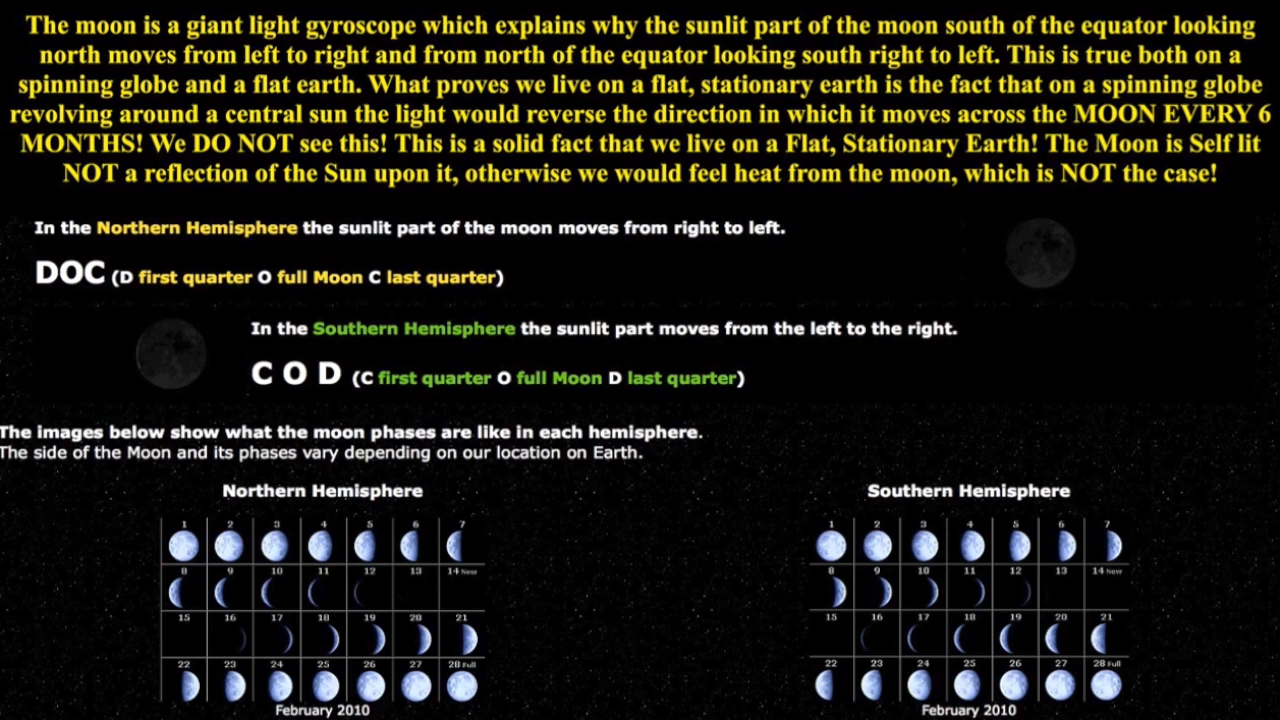 The moon is a giant light gyroscope which explains why the sunlit part of the moon south of the equator looking
north moves from left to right and from north of the equator looking south right to left. This is true both on a
spinning globe and a flat earth. What proves we live on a flat, stationary earth is the fact that on a spinning globe
revolving around a central sun the light would reverse the direction in which it moves across the MOON EVERY 6
MONTHS! We DO NOT see this! This is a solid fact that we live on a Flat, Stationary Earth! The Moon is Self lit
NOT a reflection of the Sun upon it, otherwise we would feel heat from the moon, which is NOT the case!
In the Northern Hemisphere the sunlit part of the moon moves from right to left.
DOC (D first quarter O full Moon C last quarter)
In the Southern Hemisphere the sunlit part moves from the left to the right.
C O D (C first quarter O full Moon D last quarter)
The images below show what the moon phases are like in each hemisphere.
The side of the Moon and its phases vary depending on our location on Earth.
Northern Hemisphere
1 2 3 4 5 6 7
8 9 10 11 12 13 14 New
15 16 17 18 19 20 21
22 23 24 25 26 27 28 Full
February 2010
Southern Hemisphere
1 2 3 4 5 6 7
8 9 10 11 12 13 14 New
15 16 17 18 19 20 21
22 23 24 25 26 27 28 Full
February 2010